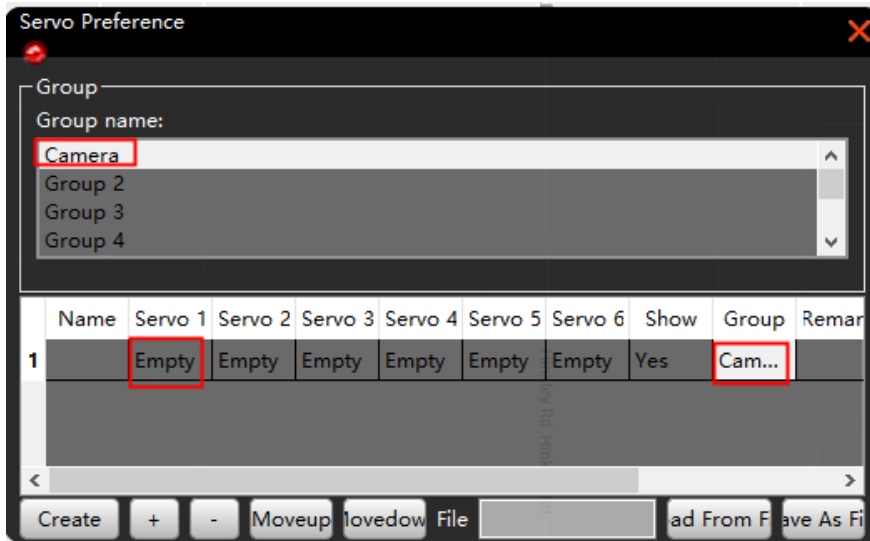 Servo Preference
Group
Group name:
Camera
Group 2
Group 3
Group 4
Name Servo 1 Servo 2 Servo 3 Servo 4 Servo 5 Servo 6 Show Group Remar
1 Empty Empty Empty Empty Empty Empty Yes Cam...
Create + - Moveup lovedow File ad From F ave As Fi